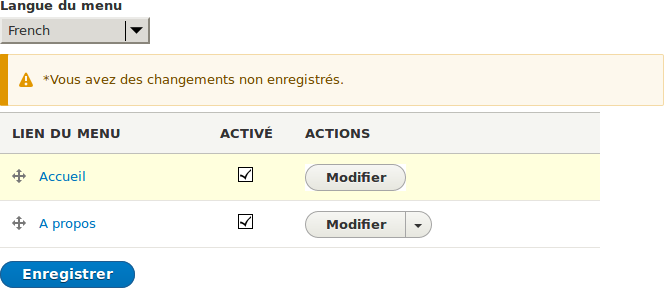 Langue du menu
French
*Vous avez des changements non enregistrés.
LIEN DU MENU ACTIVÉ ACTIONS
Accueil Modifier
A propos Modifier
Enregistrer